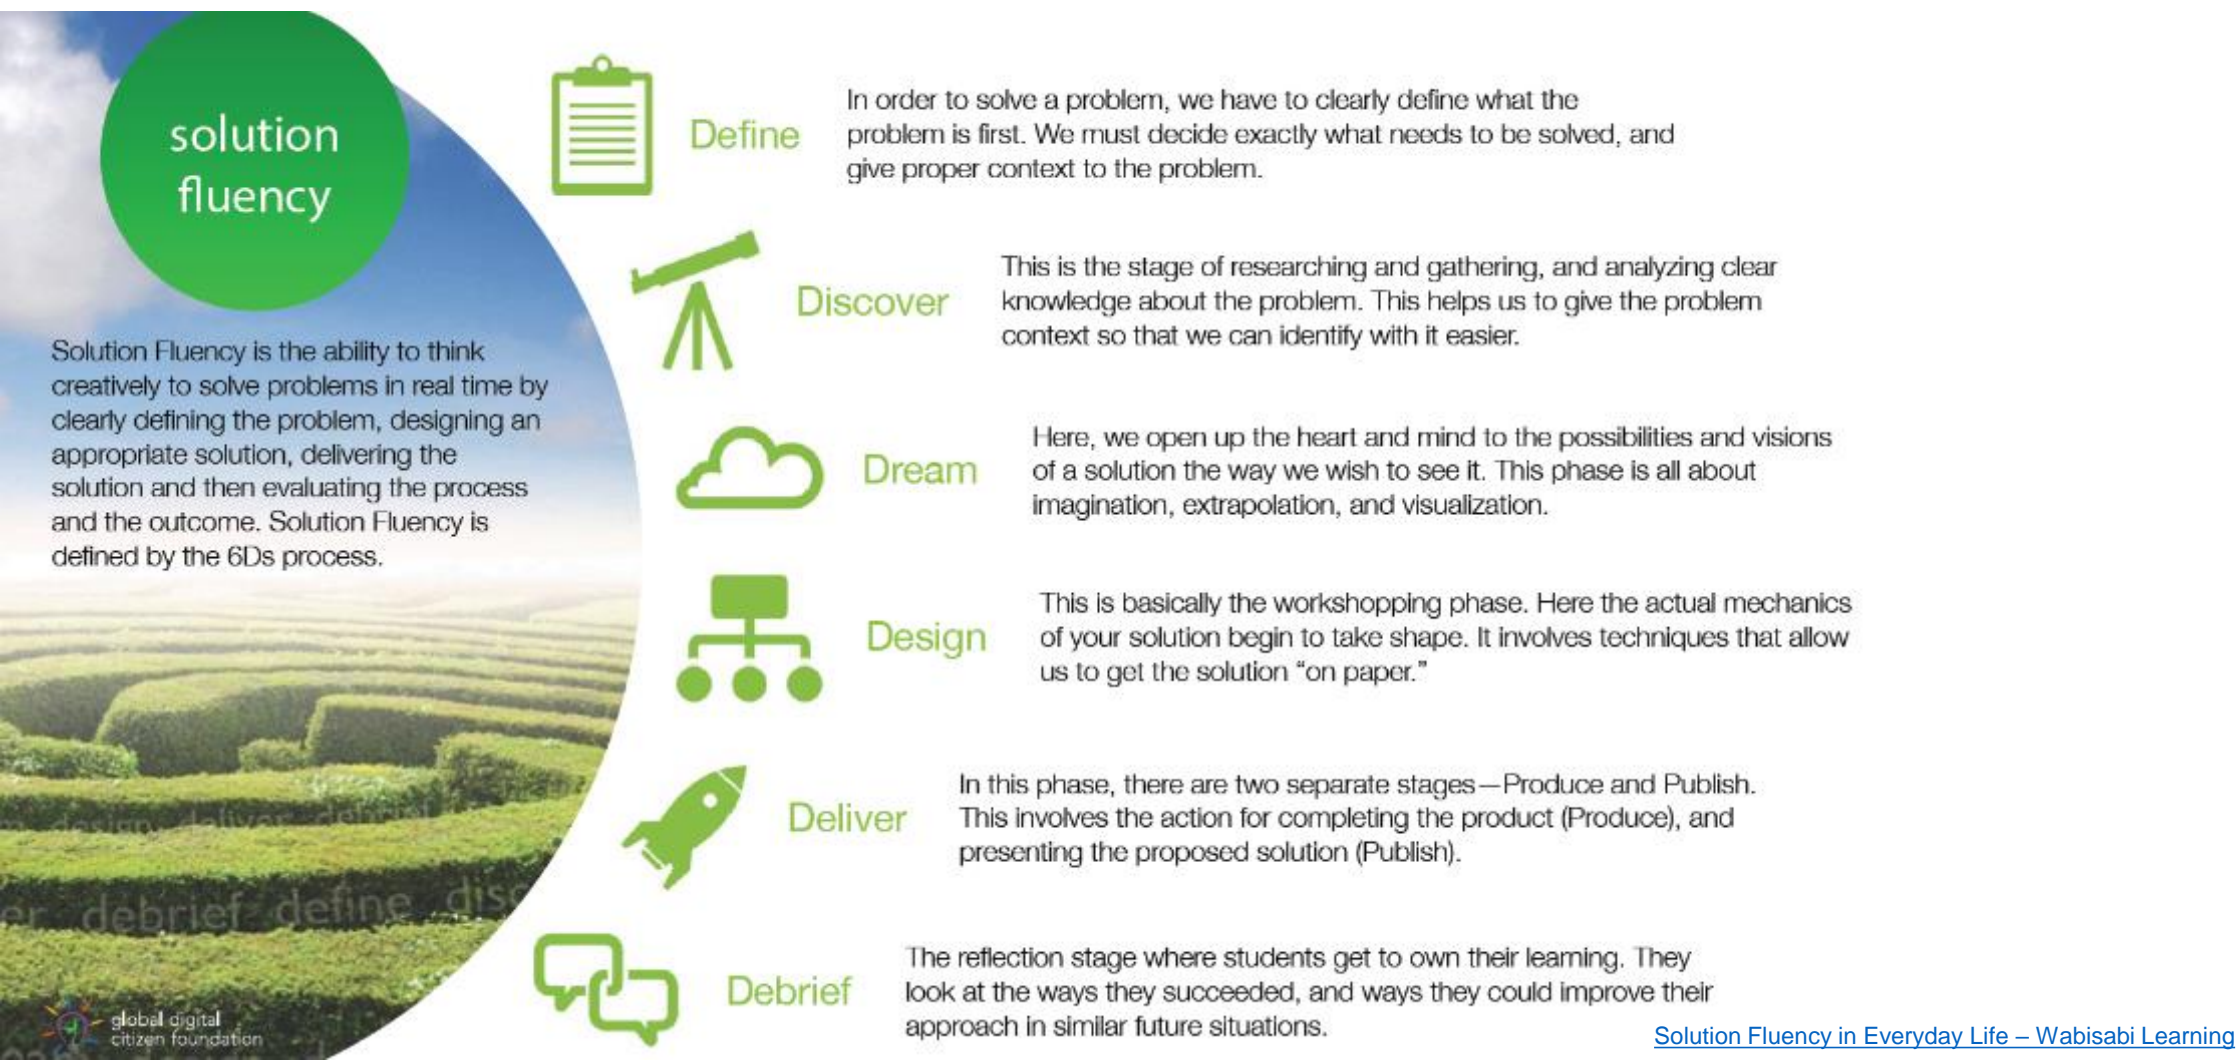 solution
fluency
Solution Fluency is the ability to think
creatively to solve problems in real time by
clearly defining the problem, designing an
appropriate solution, delivering the
solution and then evaluating the process
and the outcome. Solution Fluency is
defined by the 6Ds process.
Define
In order to solve a problem, we have to clearly define what the
problem is first. We must decide exactly what needs to be solved, and
give proper context to the problem.
Discover
This is the stage of researching and gathering, and analyzing clear
knowledge about the problem. This helps us to give the problem
context so that we can identify with it easier.
Dream
Here, we open up the heart and mind to the possibilities and visions
of a solution the way we wish to see it. This phase is all about
imagination, extrapolation, and visualization.
Design
This is basically the workshopping phase. Here the actual mechanics
of your solution begin to take shape. It involves techniques that allow
us to get the solution “on paper.”
Deliver
In this phase, there are two separate stages—Produce and Publish.
This involves the action for completing the product (Produce), and
presenting the proposed solution (Publish).
Debrief
The reflection stage where students get to own their learning. They
look at the ways they succeeded, and ways they could improve their
approach in similar future situations.
design deliver debrief
debrief define
global digital
citizen foundation
Solution Fluency in Everyday Life – Wabisabi Learning